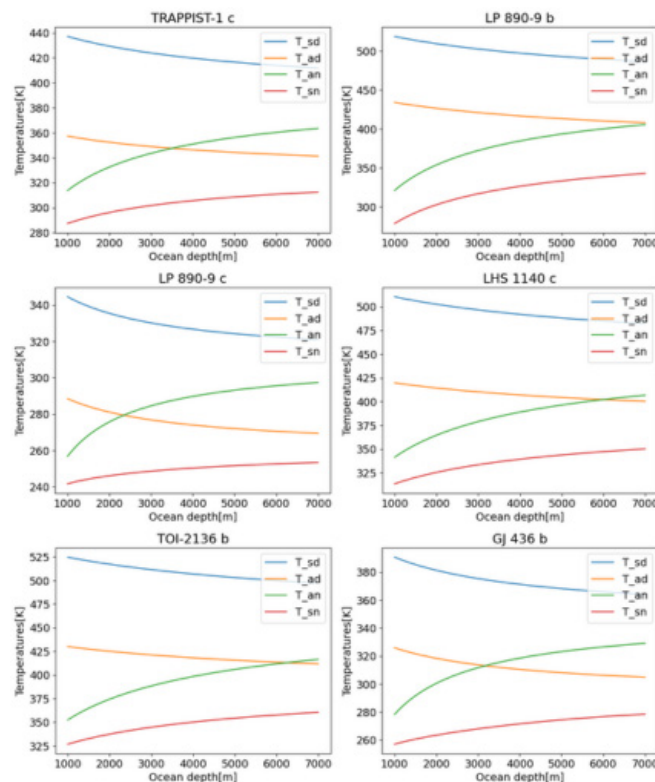 TRAPPIST-1 c
Temperatures[K]
440
420
400
380
360
340
320
300
280
T_sd
T_ad
T_an
T_sn
1000 2000 3000 4000 5000 6000 7000
Ocean depth[m]
LP 890-9 b
Temperatures[K]
500
450
400
350
300
T_sd
T_ad
T_an
T_sn
1000 2000 3000 4000 5000 6000 7000
Ocean depth[m]
LP 890-9 c
Temperatures[K]
340
320
300
280
260
240
T_sd
T_ad
T_an
T_sn
1000 2000 3000 4000 5000 6000 7000
Ocean depth[m]
LHS 1140 c
Temperatures[K]
500
475
450
425
400
375
350
325
T_sd
T_ad
T_an
T_sn
1000 2000 3000 4000 5000 6000 7000
Ocean depth[m]
TOI-2136 b
Temperatures[K]
525
500
475
450
425
400
375
350
325
T_sd
T_ad
T_an
T_sn
1000 2000 3000 4000 5000 6000 7000
Ocean depth[m]
GJ 436 b
Temperatures[K]
380
360
340
320
300
280
260
T_sd
T_ad
T_an
T_sn
1000 2000 3000 4000 5000 6000 7000
Ocean depth[m]